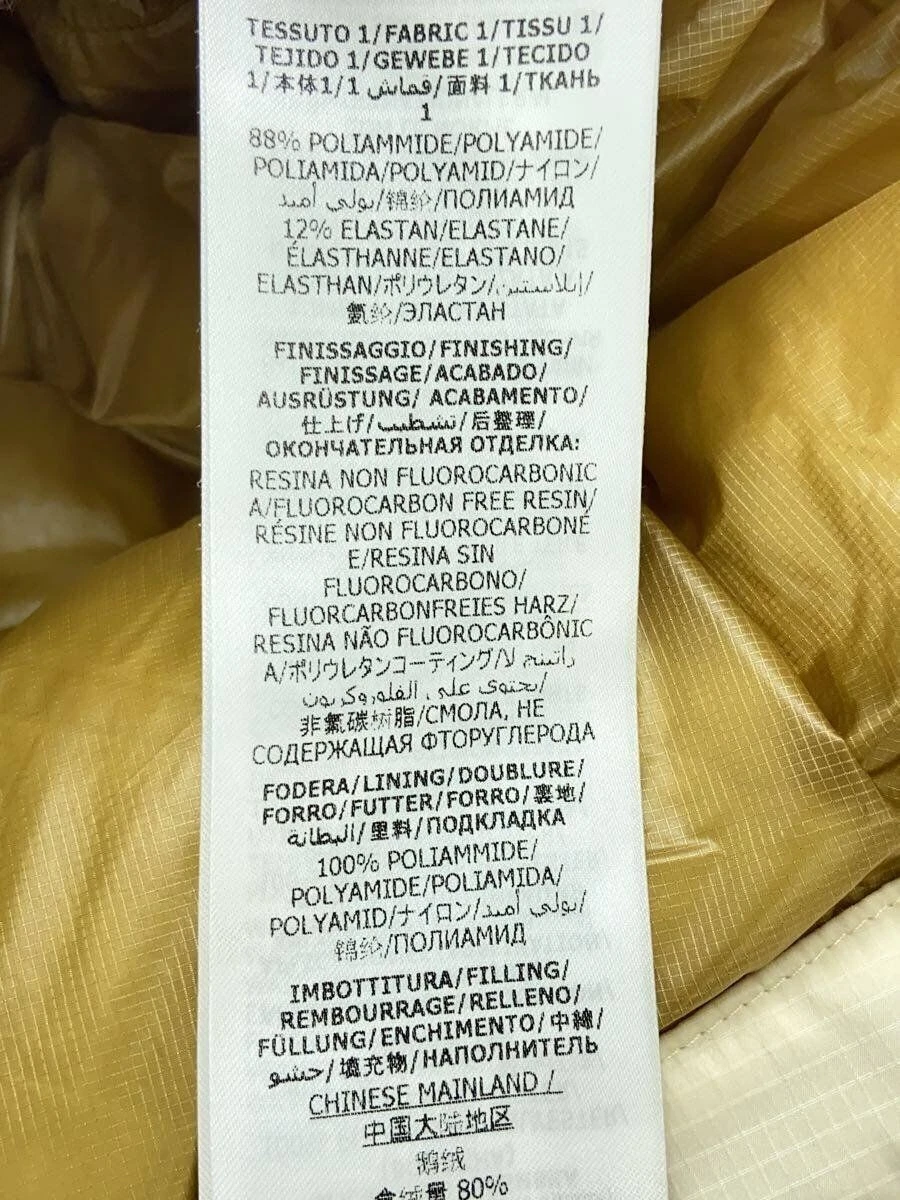 TESSUTO 1/FABRIC 1/TISSU 1/
TEJIDO 1/GEWEBE 1/TECIDO
1/本体1/1 قماش/面料 1/ТКАНЬ
1
88% POLIAMMIDE/POLYAMIDE/
POLIAMIDA/POLYAMID/ナイロン/
بولي أميد/锦纶/ПОЛИАМИД
12% ELASTAN/ELASTANE/
ÉLASTHANNE/ELASTANO/
ELASTHAN/ポリウレタン/إيلاستين/
氨纶/ЭЛАСТАН
FINISSAGGIO/FINISHING/
FINISSAGE/ACABADO/
AUSRÜSTUNG/ ACABAMENTO/
仕上げ/تشطيب/后整理/
ОКОНЧАТЕЛЬНАЯ ОТДЕЛКА:
RESINA NON FLUOROCARBONIC
A/FLUOROCARBON FREE RESIN/
RÉSINE NON FLUOROCARBONÉ
E/RESINA SIN
FLUOROCARBONO/
FLUORCARBONFREIES HARZ/
RESINA NÃO FLUOROCARBÔNIC
A/ポリウレタンコーティング/راتينج لا
يحتوي على الفلوروكربون/
非氟碳树脂/СМОЛА, НЕ
СОДЕРЖАЩАЯ ФТОРУГЛЕРОДА
FODERA/LINING/DOUBLURE/
FORRO/FUTTER/FORRO/裏地/
البطانة/里料/ПОДКЛАДКА
100% POLIAMMIDE/
POLYAMIDE/POLIAMIDA/
POLYAMID/ナイロン/بولي أميد/
锦纶/ПОЛИАМИД
IMBOTTITURA/FILLING/
REMBOURRAGE/RELLENO/
FÜLLUNG/ENCHIMENTO/中綿/
حشو/填充物/НАПОЛНИТЕЛЬ
CHINESE MAINLAND /
中国大陆地区
鹅绒
含绒量 80%